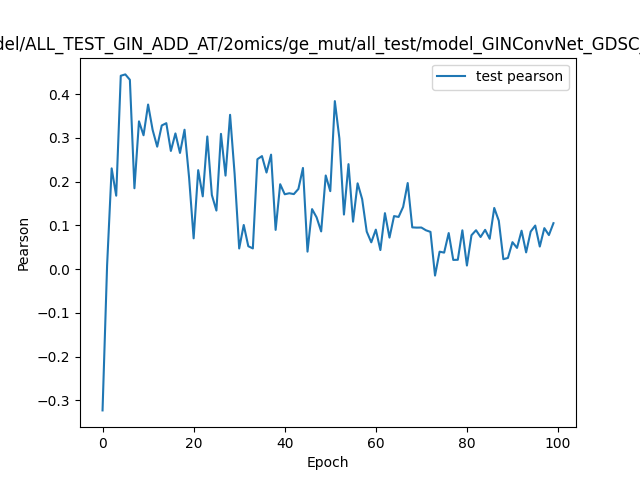 del/ALL_TEST_GIN_ADD_AT/2omics/ge_mut/all_test/model_GINConvNet_GDSC_
test pearson
0.4
0.3
0.2
0.1
0.0
−0.1
−0.2
−0.3
Pearson
0 20 40 60 80 100
Epoch